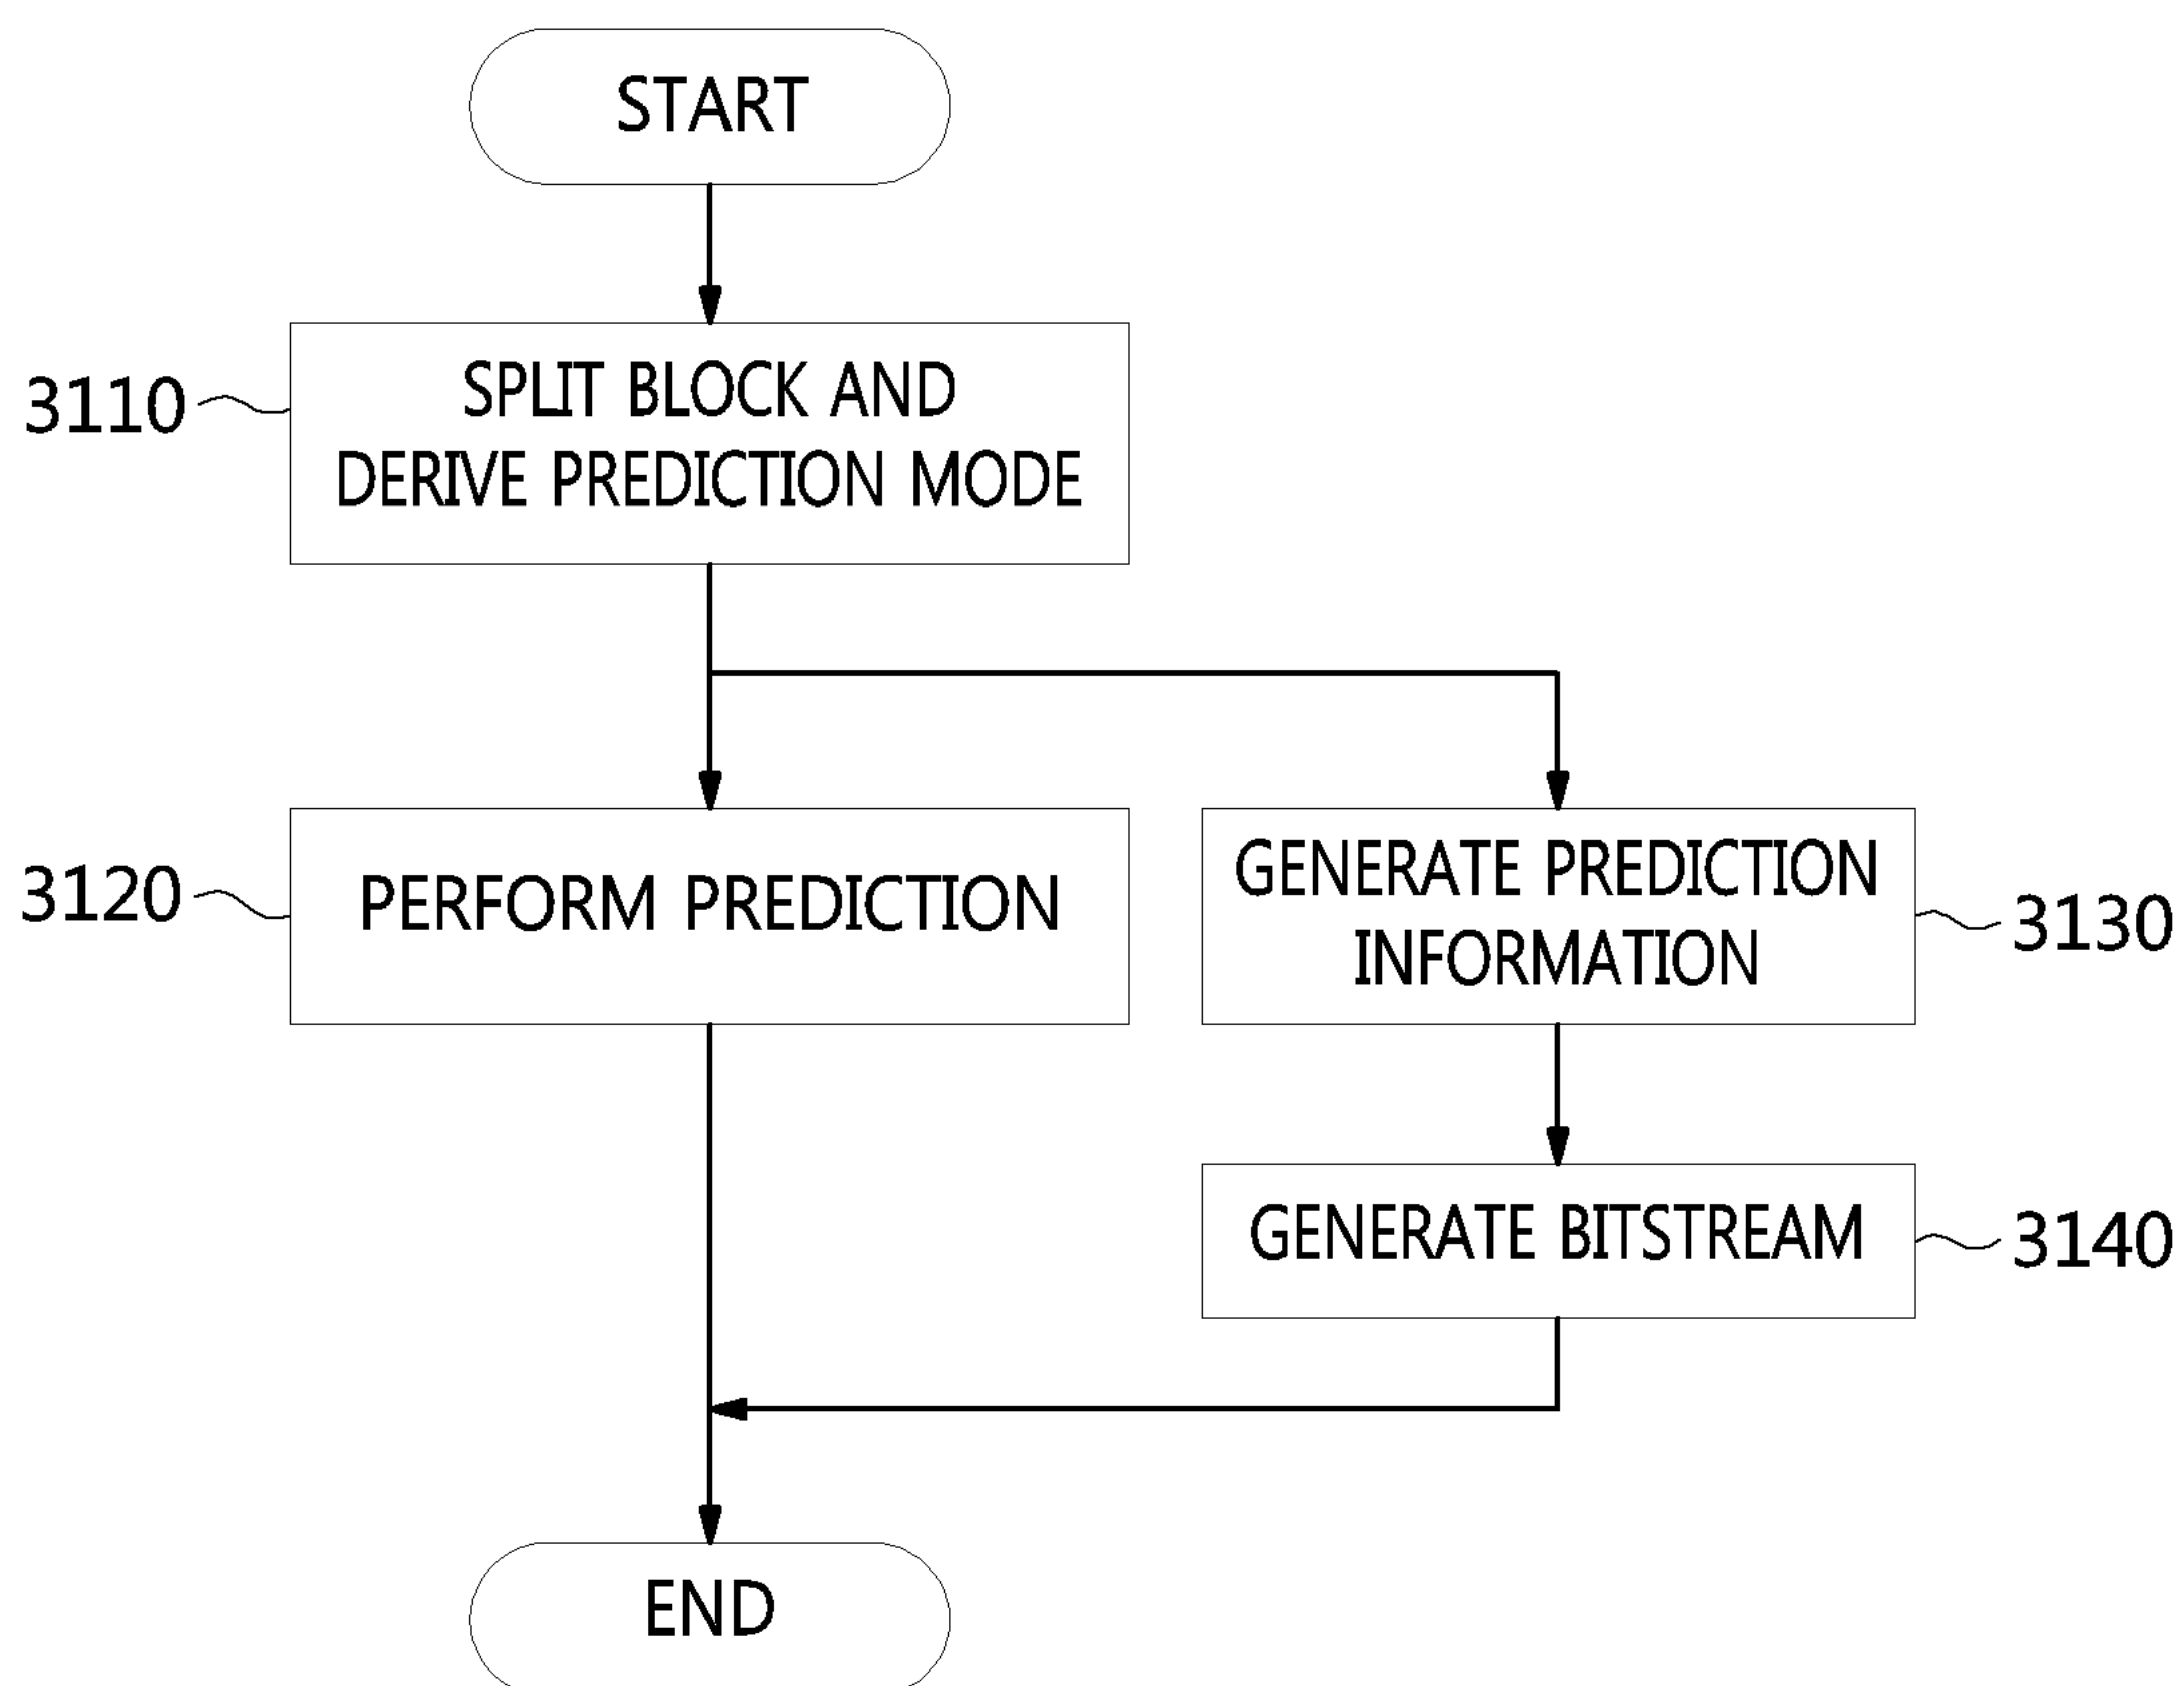 START
3110
SPLIT BLOCK AND
DERIVE PREDICTION MODE
3120
PERFORM PREDICTION
GENERATE PREDICTION
INFORMATION
3130
GENERATE BITSTREAM
3140
END